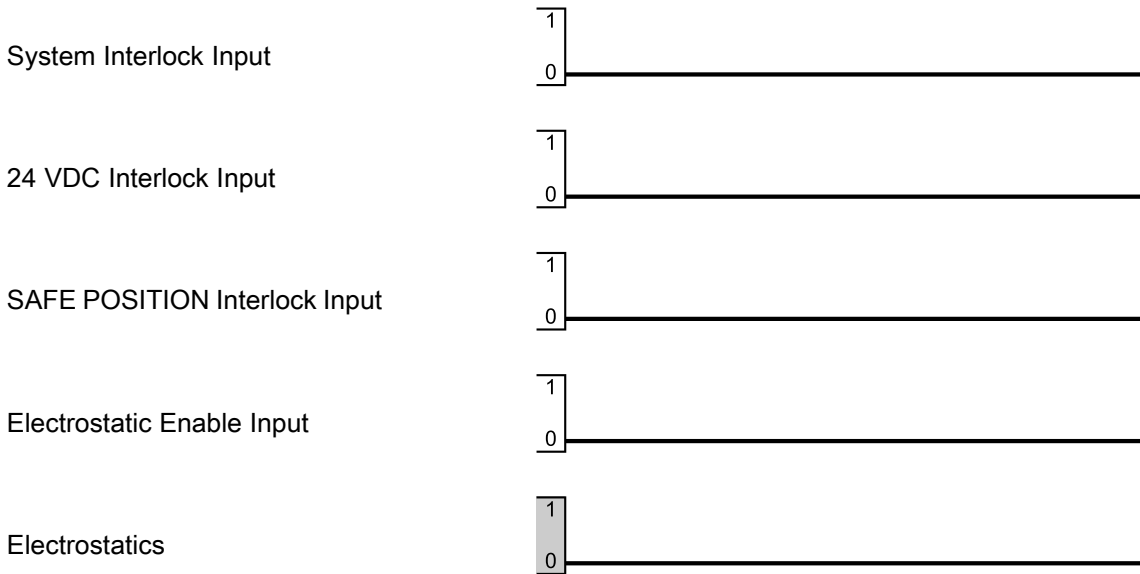 1
System Interlock Input
0
1
24 VDC Interlock Input
0
1
SAFE POSITION Interlock Input
0
1
Electrostatic Enable Input
0
1
Electrostatics
0